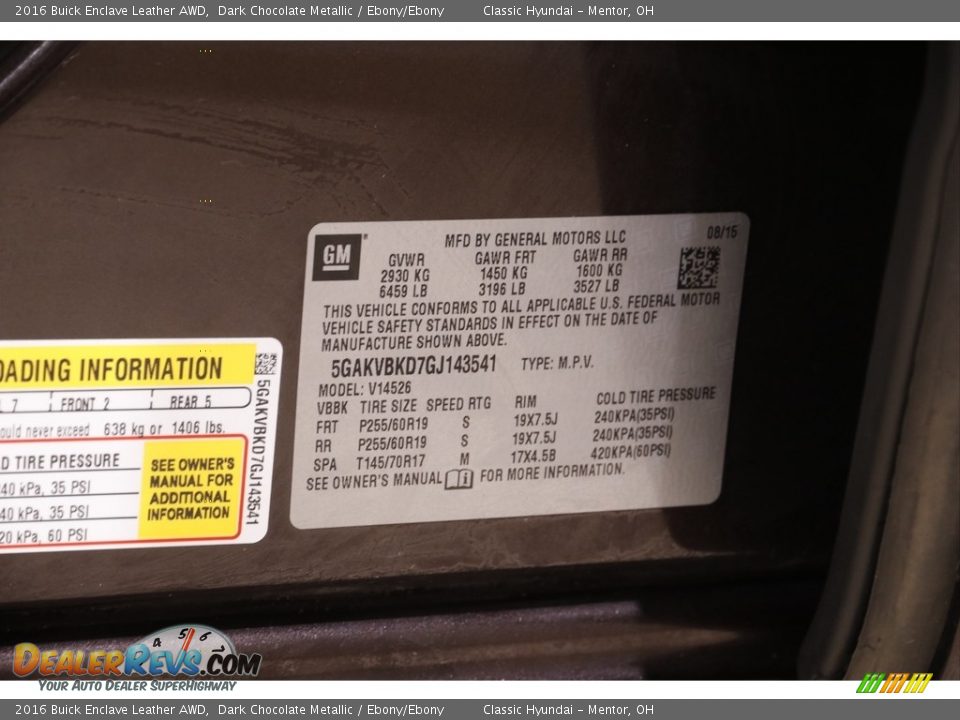 2016 Buick Enclave Leather AWD,  Dark Chocolate Metallic / Ebony/Ebony    Classic Hyundai – Mentor, OH
GM
MFD BY GENERAL MOTORS LLC 08/15
GVWR GAWR FRT GAWR RR
2930 KG 1450 KG 1600 KG
6459 LB 3196 LB 3527 LB
THIS VEHICLE CONFORMS TO ALL APPLICABLE U.S. FEDERAL MOTOR
VEHICLE SAFETY STANDARDS IN EFFECT ON THE DATE OF
MANUFACTURE SHOWN ABOVE.
5GAKVBKD7GJ143541 TYPE: M.P.V.
MODEL: V14526
VBBK TIRE SIZE SPEED RTG RIM COLD TIRE PRESSURE
FRT P255/60R19 S 19X7.5J 240KPA(35PSI)
RR P255/60R19 S 19X7.5J 240KPA(35PSI)
SPA T145/70R17 M 17X4.5B 420KPA(60PSI)
SEE OWNER'S MANUAL FOR MORE INFORMATION.
OADING INFORMATION
L 7 FRONT 2 REAR 5
ould never exceed 638 kg or 1406 lbs.
D TIRE PRESSURE
40 kPa, 35 PSI
40 kPa, 35 PSI
20 kPa, 60 PSI
SEE OWNER'S
MANUAL FOR
ADDITIONAL
INFORMATION
5GAKVBKD7GJ143541
4 5 6
DEALERREVS.COM
YOUR AUTO DEALER SUPERHIGHWAY
2016 Buick Enclave Leather AWD,  Dark Chocolate Metallic / Ebony/Ebony    Classic Hyundai – Mentor, OH